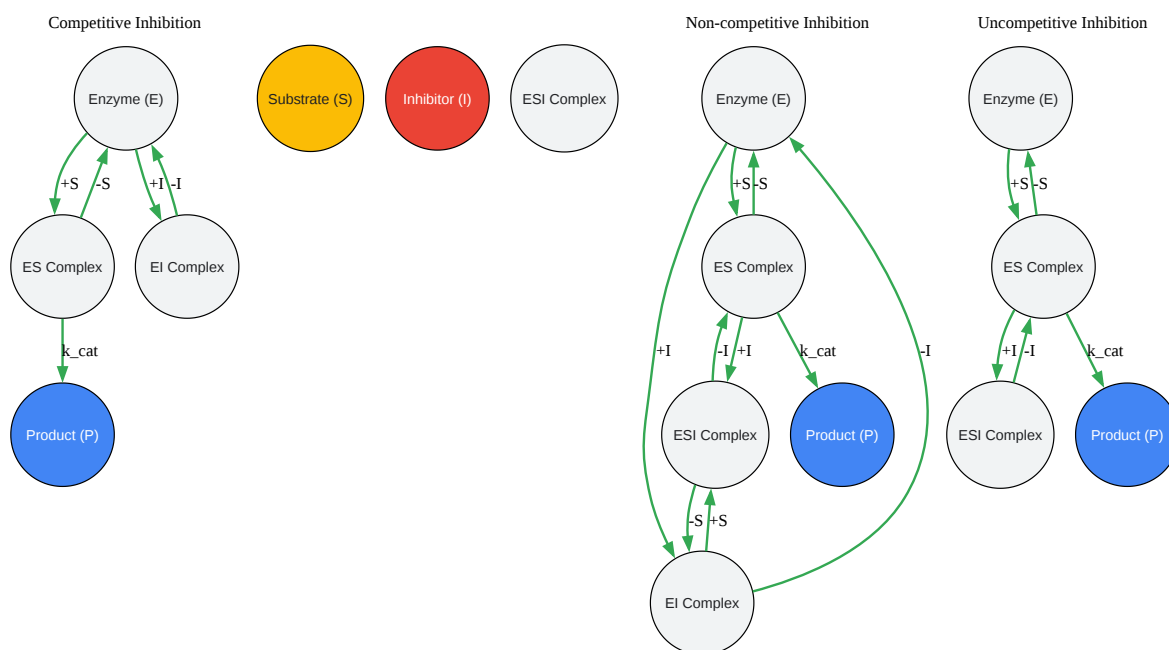 Competitive Inhibition
Non-competitive Inhibition
Uncompetitive Inhibition
Enzyme (E)
Substrate (S)
Inhibitor (I)
ESI Complex
Enzyme (E)
Enzyme (E)
+S
-S
+I
-I
+S
-S
+S
-S
ES Complex
EI Complex
ES Complex
ES Complex
k_cat
+I
-I
+I
k_cat
-I
+I
-I
k_cat
Product (P)
ESI Complex
Product (P)
ESI Complex
Product (P)
-S
+S
EI Complex